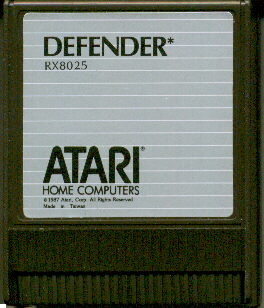 DEFENDER*
RX8025
ATARI®
HOME COMPUTERS
©1987 Atari, Corp. All Rights Reserved
Made in Taiwan